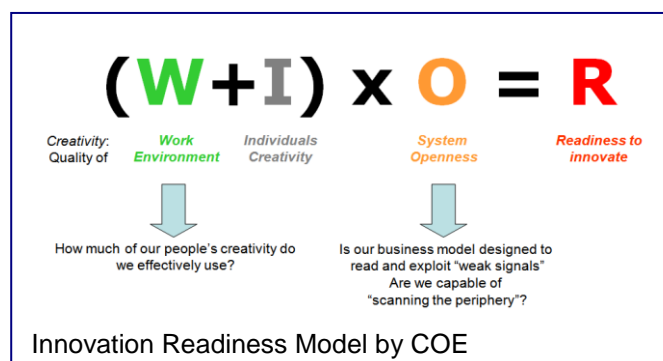 (W+I) x O = R
Creativity: Work Individuals System Readiness to
Quality of Environment Creativity Openness innovate
How much of our people's creativity do
we effectively use?
Is our business model designed to
read and exploit “weak signals”
Are we capable of
“scanning the periphery”?
Innovation Readiness Model by COE